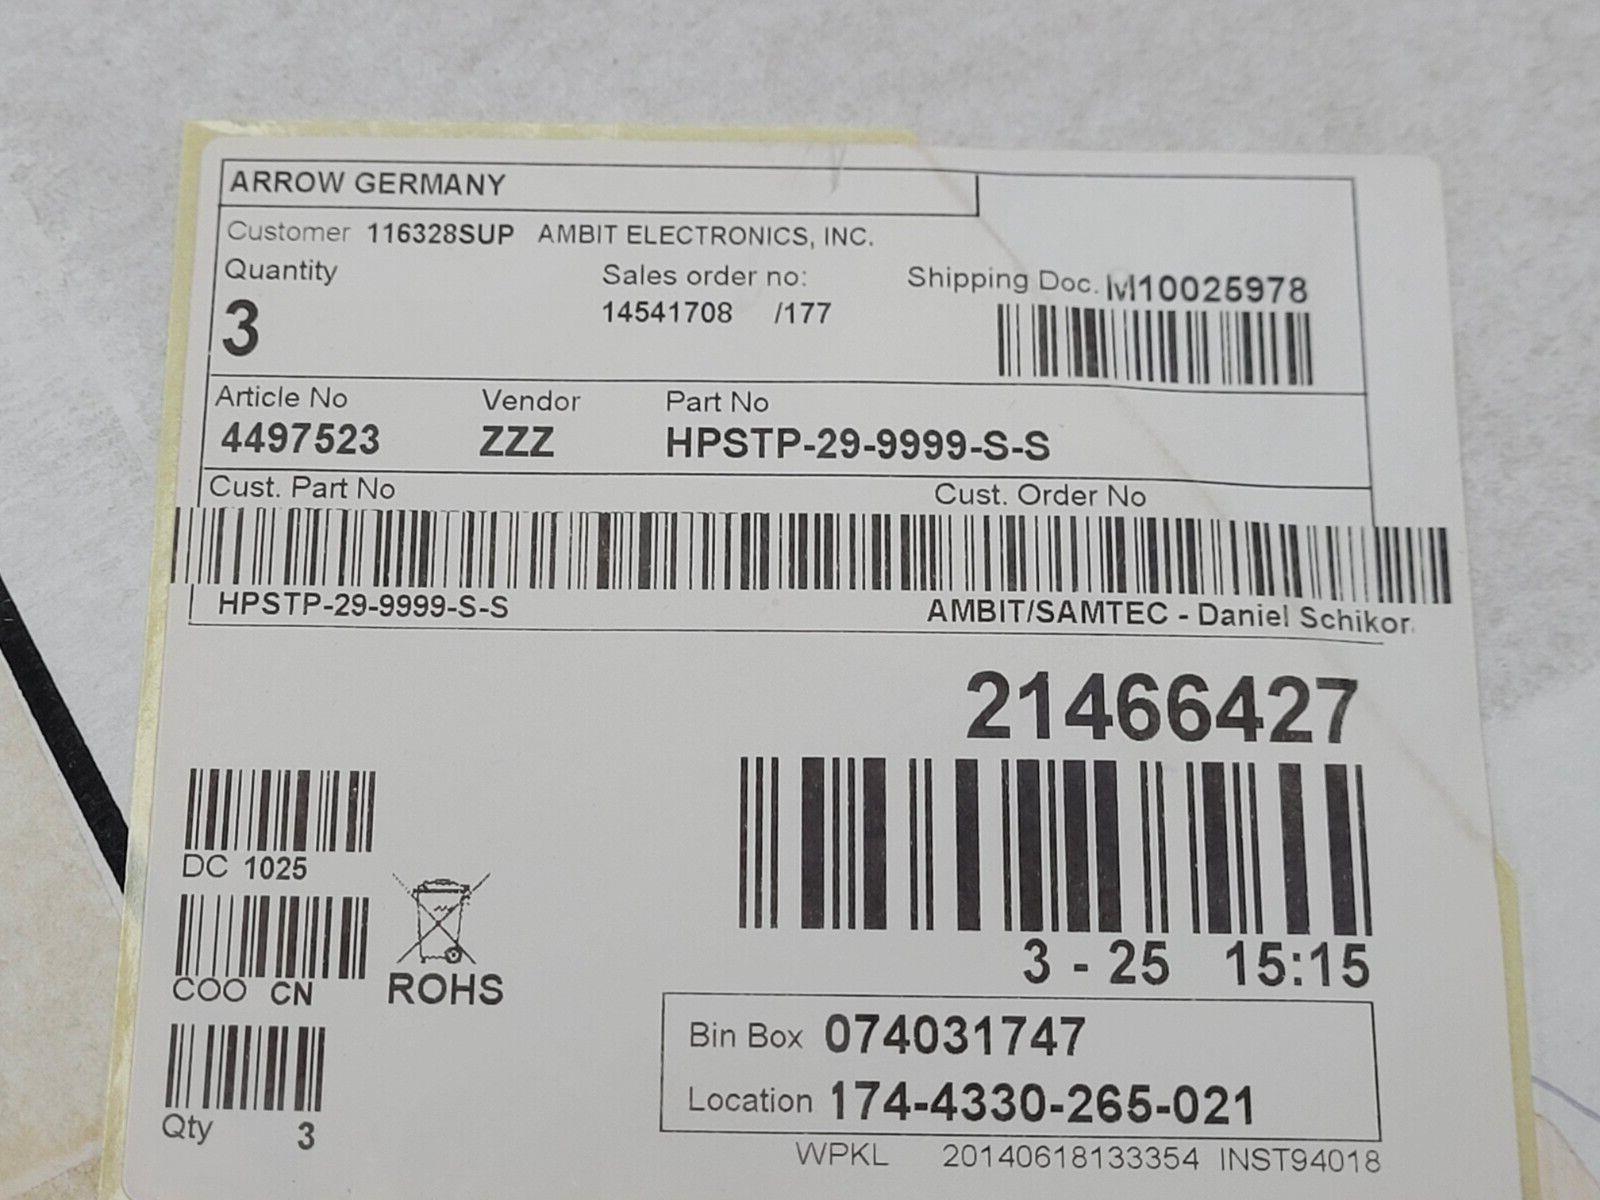 ARROW GERMANY
Customer 116328SUP AMBIT ELECTRONICS, INC.
Quantity Sales order no: Shipping Doc. M10025978
3 14541708 /177
Article No Vendor Part No
4497523 ZZZ HPSTP-29-9999-S-S
Cust. Part No Cust. Order No
HPSTP-29-9999-S-S AMBIT/SAMTEC - Daniel Schikor
21466427
DC 1025
3 - 25 15:15
COO CN ROHS
Bin Box 074031747
Location 174-4330-265-021
Qty 3
WPKL 20140618133354 INST94018